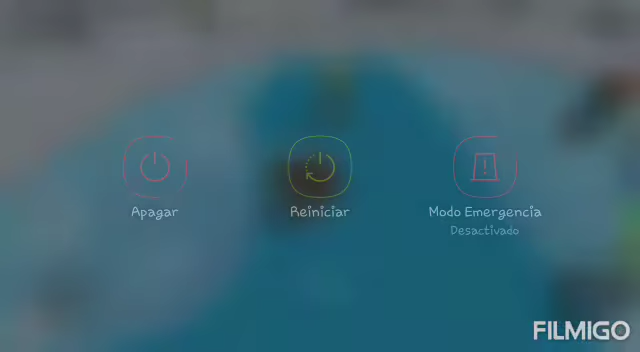 Apagar
Reiniciar
Modo Emergencia
Desactivado
FILMIGO